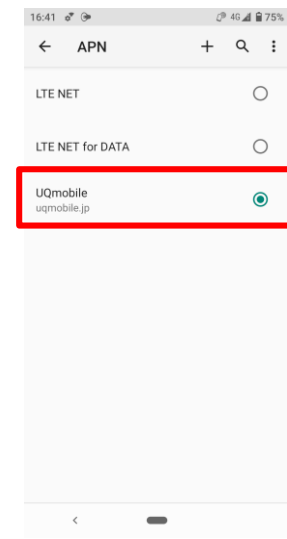 16:41 4G 75%
APN
LTE NET
LTE NET for DATA
UQmobile
uqmobile.jp